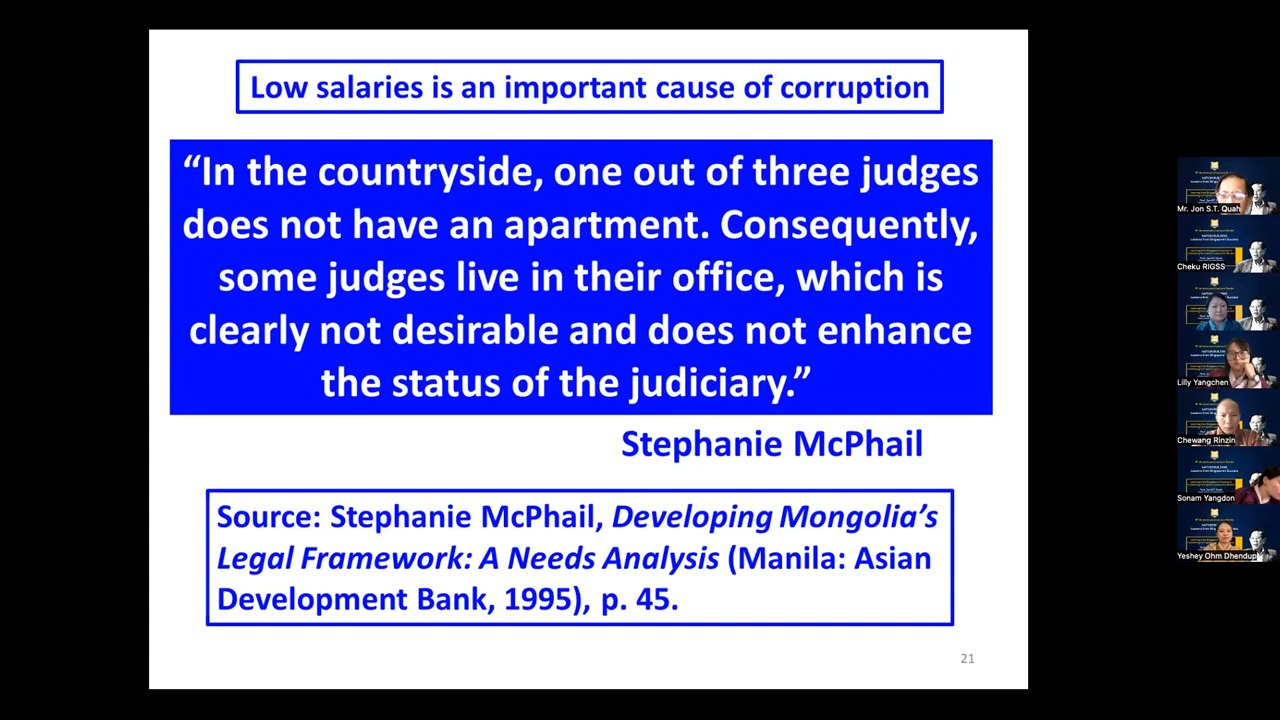 Low salaries is an important cause of corruption
“In the countryside, one out of three judges
does not have an apartment. Consequently,
some judges live in their office, which is
clearly not desirable and does not enhance
the status of the judiciary.”
Stephanie McPhail
Source: Stephanie McPhail, Developing Mongolia’s
Legal Framework: A Needs Analysis (Manila: Asian
Development Bank, 1995), p. 45.
21
Mr. Jon S.T. Quah
Cheku RIGSS
Lilly Yangchen
Chewang Rinzin
Sonam Yangdon
Yeshey Ohm Dhendup